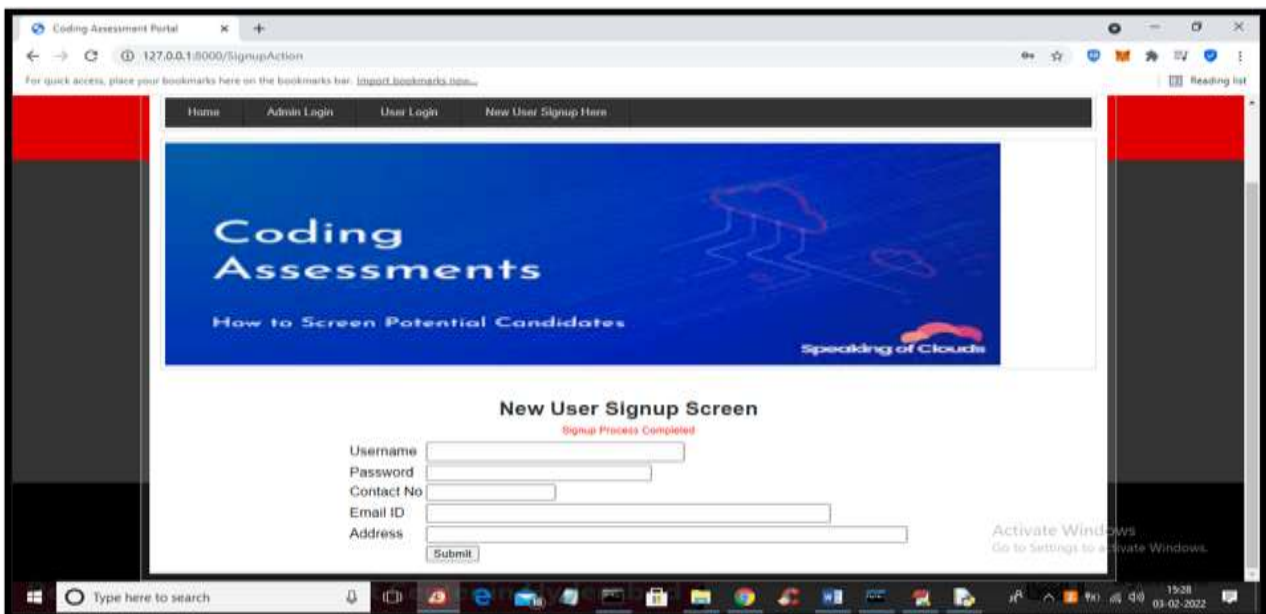 Coding Assessment Portal
127.0.0.1:8000/SignupAction
For quick access, place your bookmarks here on the bookmarks bar. Import bookmarks now...
Reading list
Home Admin Login User Login New User Signup Here
Coding
Assessments
How to Screen Potential Candidates
Speaking of Clouds
New User Signup Screen
Signup Process Completed
Username
Password
Contact No
Email ID
Address
Submit
Activate Windows
Go to Settings to activate Windows.
Type here to search
15:28
03-02-2022